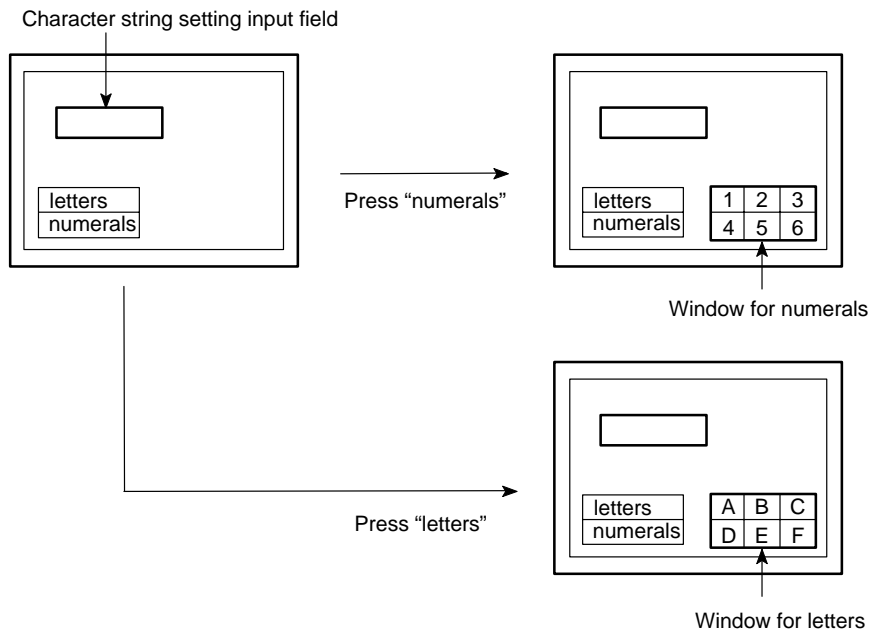 Character string setting input field
letters
numerals
Press “numerals”
letters
numerals
1 2 3
4 5 6
Window for numerals
Press “letters”
letters
numerals
A B C
D E F
Window for letters